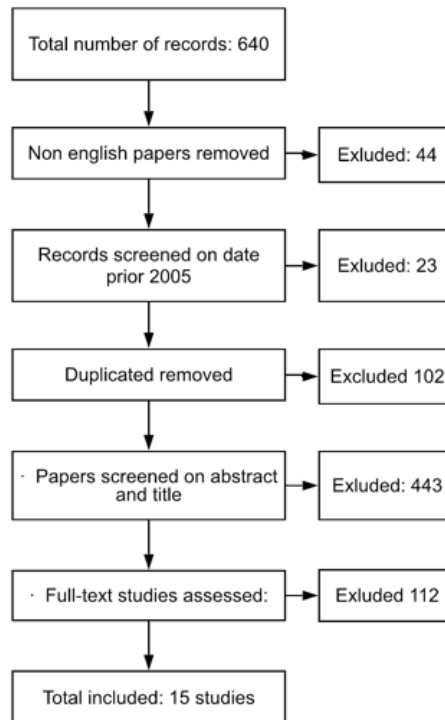 Total number of records: 640
Non english papers removed
Exluded: 44
Records screened on date
prior 2005
Exluded: 23
Duplicated removed
Excluded 102
· Papers screened on abstract
and title
Exluded: 443
· Full-text studies assessed:
Exluded 112
Total included: 15 studies